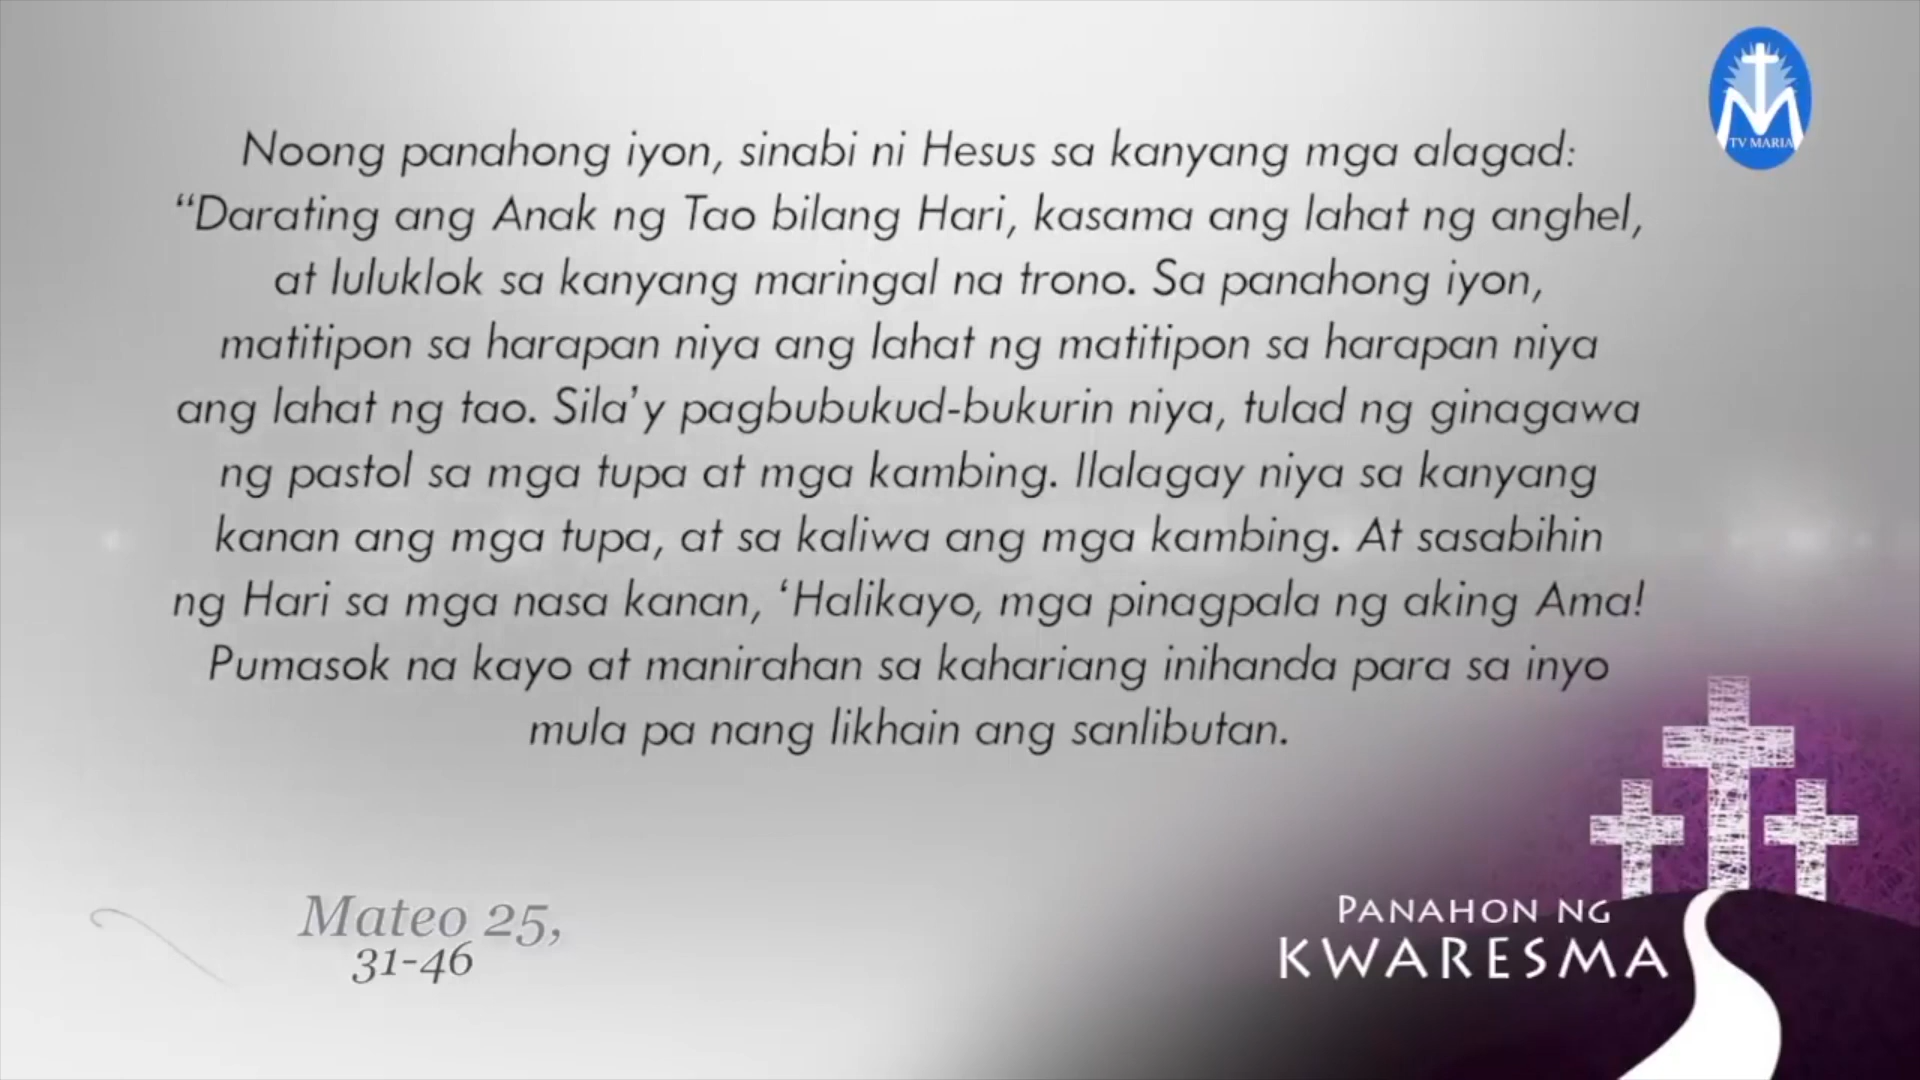 TV MARIA
Noong panahong iyon, sinabi ni Hesus sa kanyang mga alagad:
“Darating ang Anak ng Tao bilang Hari, kasama ang lahat ng anghel,
at luluklok sa kanyang maringal na trono. Sa panahong iyon,
matitipon sa harapan niya ang lahat ng matitipon sa harapan niya
ang lahat ng tao. Sila’y pagbubukud-bukurin niya, tulad ng ginagawa
ng pastol sa mga tupa at mga kambing. Ilalagay niya sa kanyang
kanan ang mga tupa, at sa kaliwa ang mga kambing. At sasabihin
ng Hari sa mga nasa kanan, ‘Halikayo, mga pinagpala ng aking Ama!
Pumasok na kayo at manirahan sa kahariang inihanda para sa inyo
mula pa nang likhain ang sanlibutan.
Mateo 25,
31-46
PANAHON NG
KWARESMA